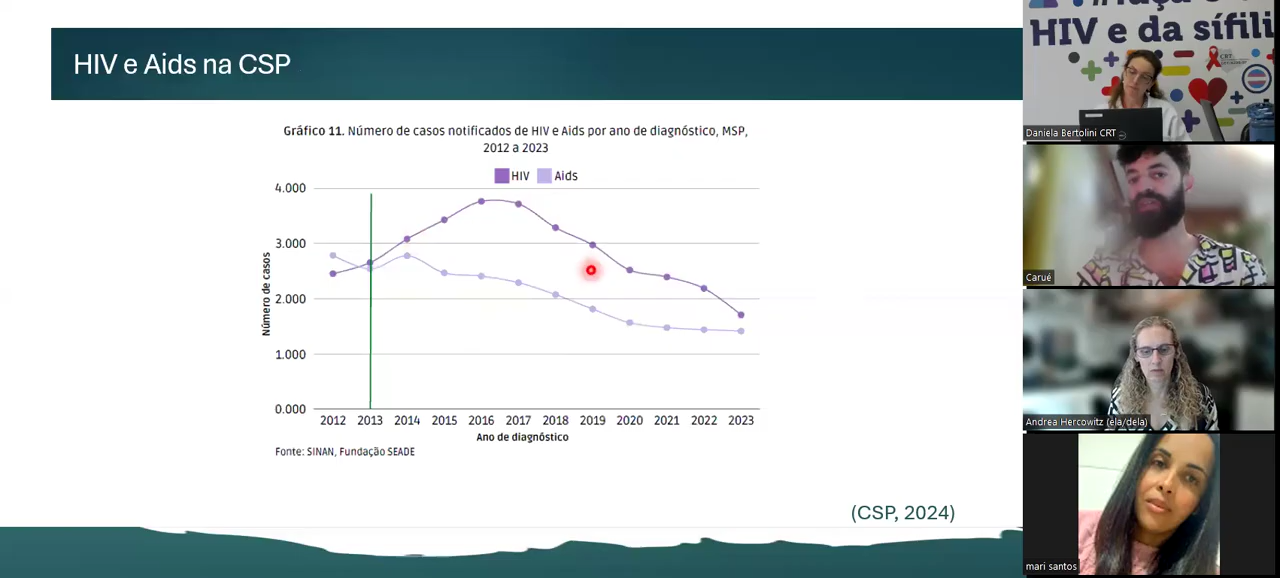 HIV e Aids na CSP
Gráfico 11. Número de casos notificados de HIV e Aids por ano de diagnóstico, MSP,
2012 a 2023
HIV Aids
4.000
3.000
2.000
1.000
0.000
Número de casos
2012 2013 2014 2015 2016 2017 2018 2019 2020 2021 2022 2023
Ano de diagnóstico
Fonte: SINAN, Fundação SEADE
(CSP, 2024)
HIV e da sífili
CRT
Daniela Bertolini CRT
Carué
Andrea Hercowitz (ela/dela)
mari santos